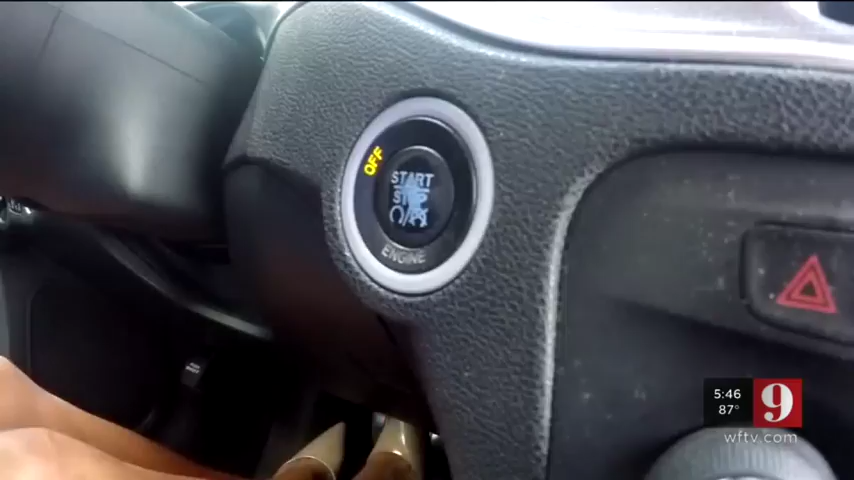 OFF
START
STOP
ENGINE
5:46
87°
9
wftv.com